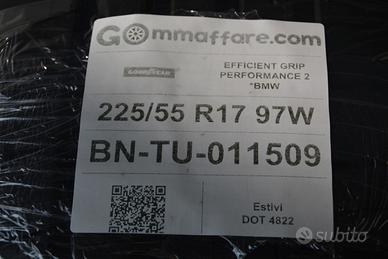 GOmmaffare.com
GOODYEAR
EFFICIENT GRIP
PERFORMANCE 2
*BMW
225/55 R17 97W
BN-TU-011509
Estivi
DOT 4822
subito